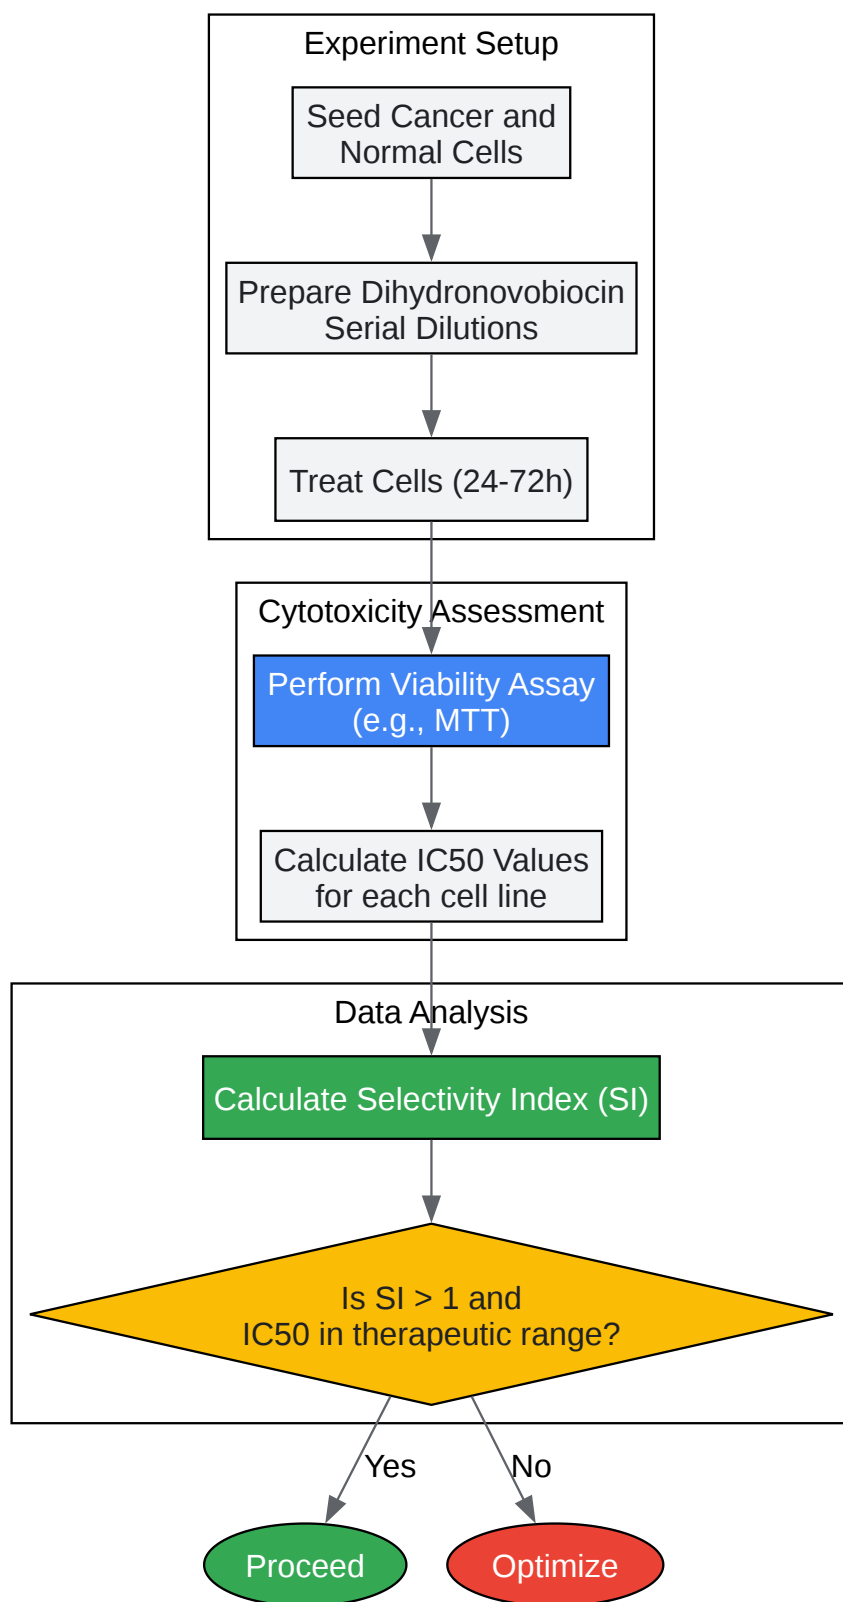 Experiment Setup
Seed Cancer and
Normal Cells
Prepare Dihydronovobiocin
Serial Dilutions
Treat Cells (24-72h)
Cytotoxicity Assessment
Perform Viability Assay
(e.g., MTT)
Calculate IC50 Values
for each cell line
Data Analysis
Calculate Selectivity Index (SI)
Is SI > 1 and
IC50 in therapeutic range?
Yes
No
Proceed
Optimize